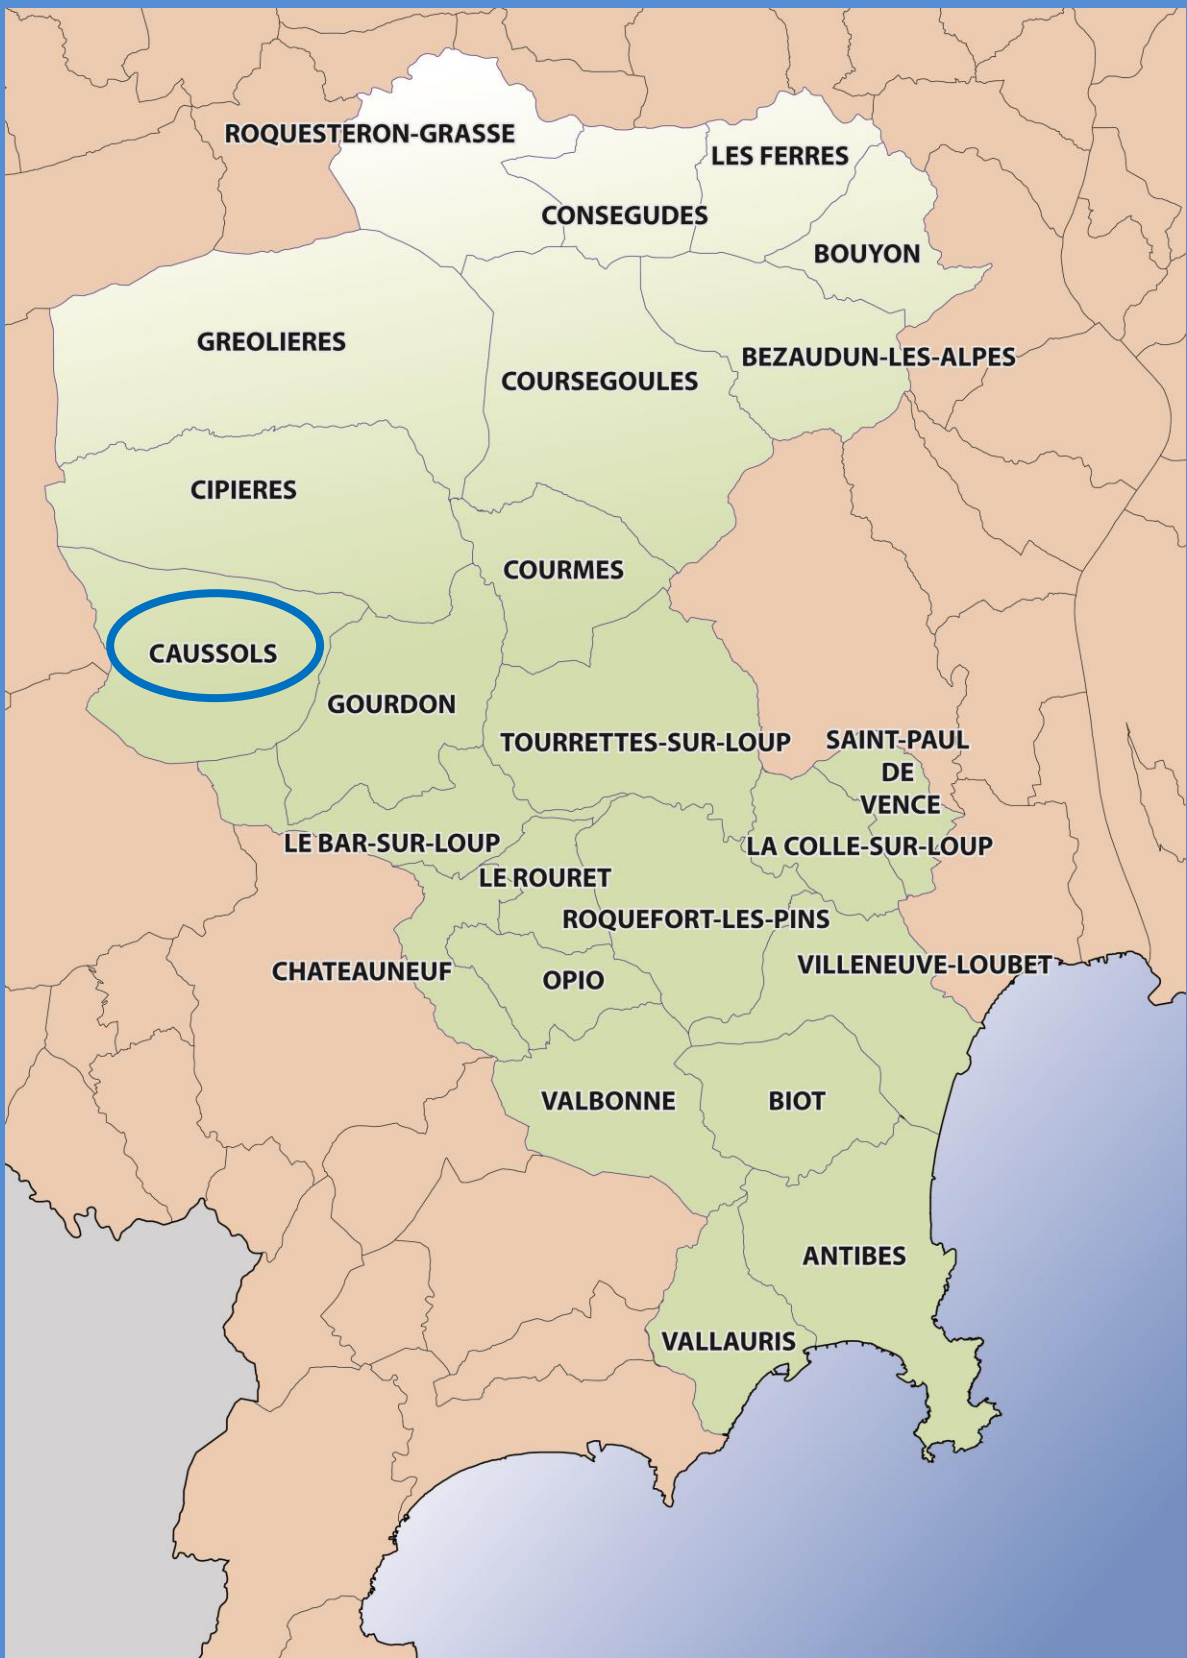 ROQUESTERON-GRASSE
LES FERRES
CONSEGUDES
BOUYON
GREOLIERES
BEZAUDUN-LES-ALPES
COURSEGOULES
CIPIERES
COURMES
CAUSSOLS
GOURDON
TOURRETTES-SUR-LOUP
SAINT-PAUL
DE
VENCE
LE BAR-SUR-LOUP
LA COLLE-SUR-LOUP
LE ROURET
ROQUEFORT-LES-PINS
CHATEAUNEUF
OPIO
VILLENEUVE-LOUBET
VALBONNE
BIOT
ANTIBES
VALLAURIS